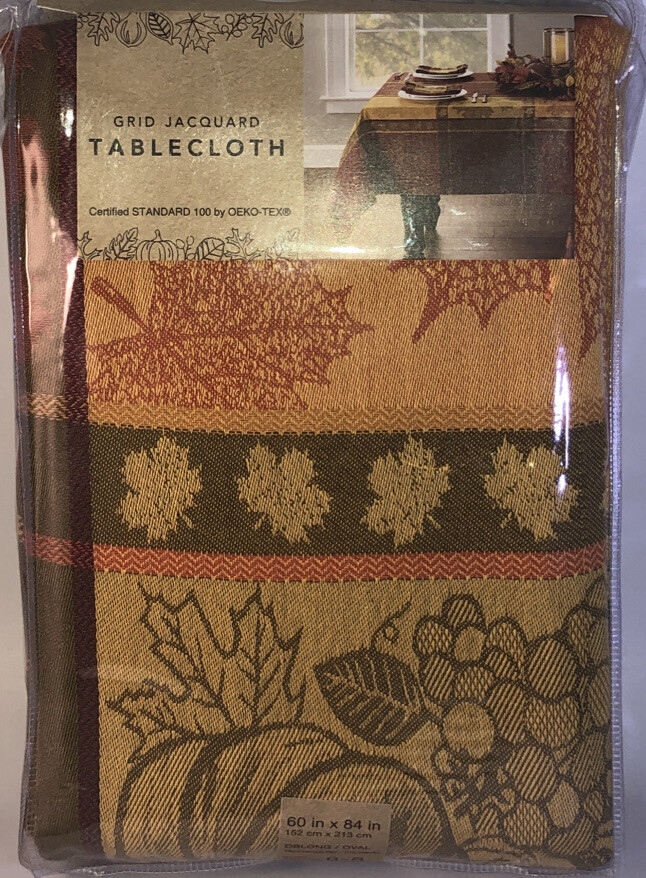 GRID JACQUARD
TABLECLOTH
Certified STANDARD 100 by OEKO-TEX®
60 in x 84 in
152 cm x 213 cm
OBLONG / OVAL